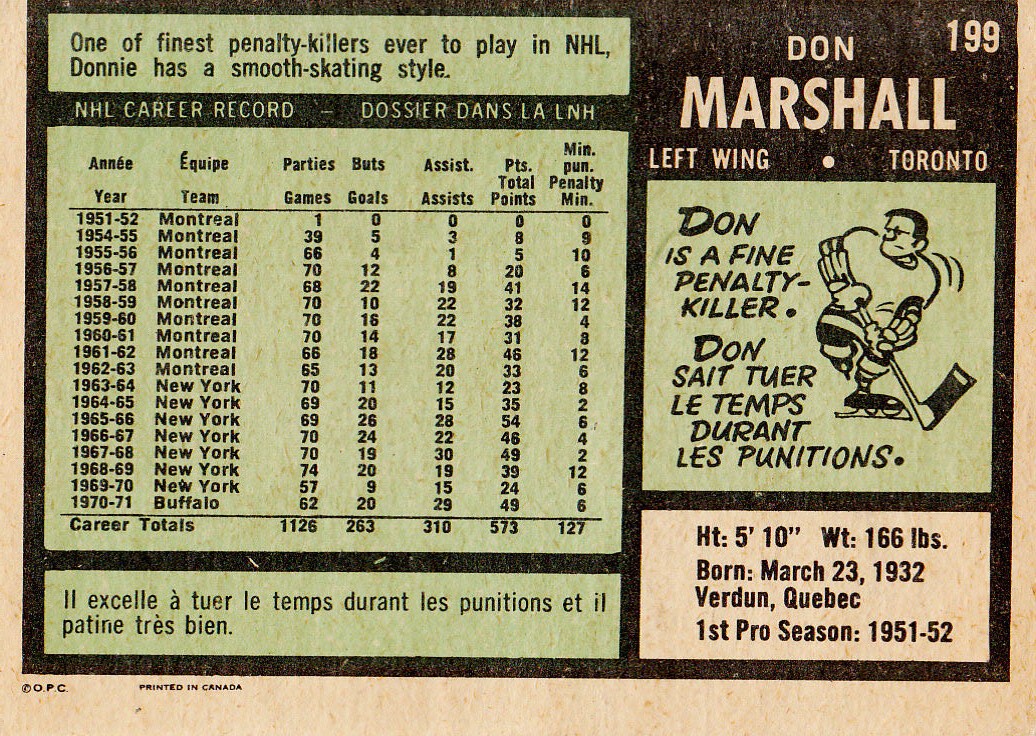 One of finest penalty-killers ever to play in NHL,
Donnie has a smooth-skating style.
NHL CAREER RECORD – DOSSIER DANS LA LNH
Année Équipe Parties Buts Assist. Pts. Total Min. pun.
Year Team Games Goals Assists Points Penalty Min.
1951-52 Montreal 1 0 0 0 0
1954-55 Montreal 39 5 3 8 9
1955-56 Montreal 66 4 1 5 10
1956-57 Montreal 70 12 8 20 6
1957-58 Montreal 68 22 19 41 14
1958-59 Montreal 70 10 22 32 12
1959-60 Montreal 70 16 22 38 4
1960-61 Montreal 70 14 17 31 8
1961-62 Montreal 66 18 28 46 12
1962-63 Montreal 65 13 20 33 6
1963-64 New York 70 11 12 23 8
1964-65 New York 69 20 15 35 2
1965-66 New York 69 26 28 54 6
1966-67 New York 70 24 22 46 4
1967-68 New York 70 19 30 49 2
1968-69 New York 74 20 19 39 12
1969-70 New York 57 9 15 24 6
1970-71 Buffalo 62 20 29 49 6
Career Totals 1126 263 310 573 127
Il excelle à tuer le temps durant les punitions et il
patine très bien.
©O.P.C. PRINTED IN CANADA
199
DON
MARSHALL
LEFT WING • TORONTO
DON
IS A FINE
PENALTY-
KILLER.
DON
SAIT TUER
LE TEMPS
DURANT
LES PUNITIONS.
Ht: 5' 10" Wt: 166 lbs.
Born: March 23, 1932
Verdun, Quebec
1st Pro Season: 1951-52